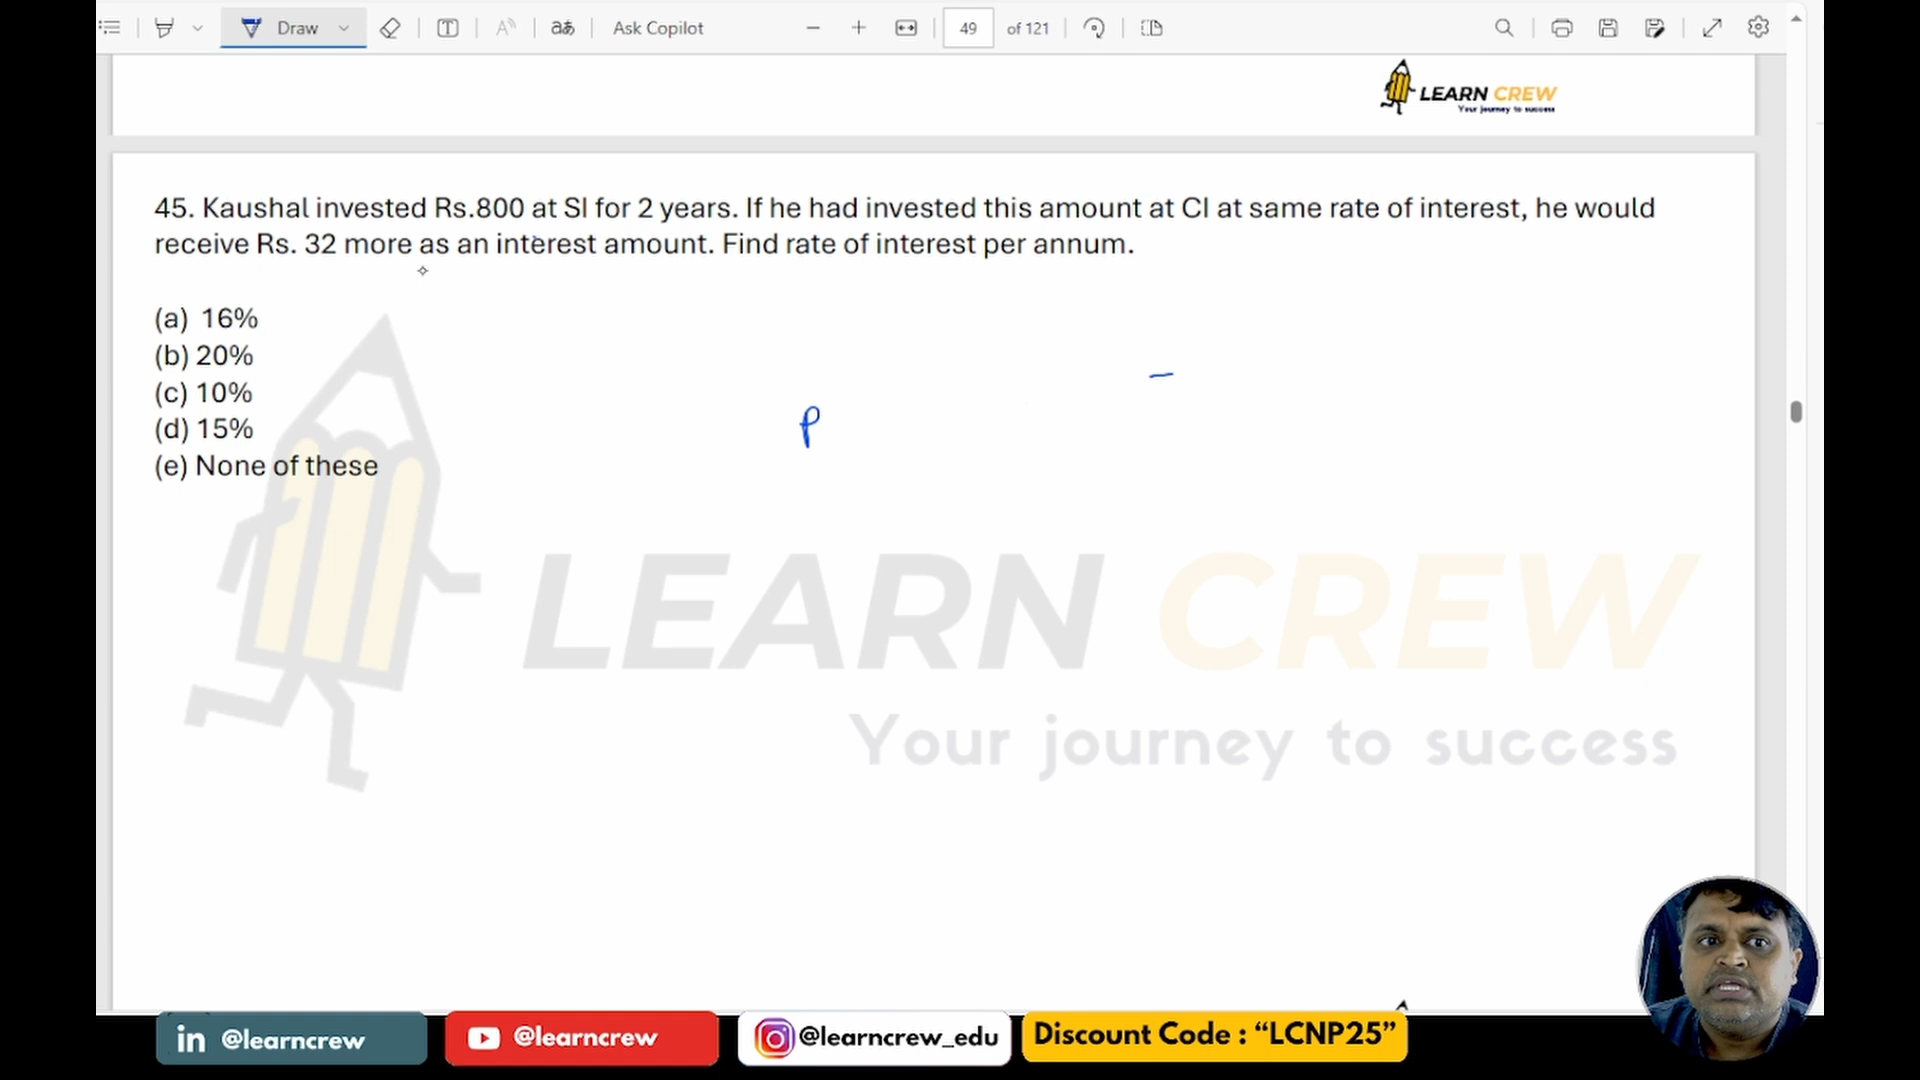 Draw
aあ
Ask Copilot
49 of 121
LEARN CREW
Your journey to success
45. Kaushal invested Rs.800 at SI for 2 years. If he had invested this amount at CI at same rate of interest, he would
receive Rs. 32 more as an interest amount. Find rate of interest per annum.
(a) 16%
(b) 20%
(c) 10%
(d) 15%
(e) None of these
P
LEARN CREW
Your journey to success
in @learncrew
@learncrew
@learncrew_edu
Discount Code : “LCNP25”